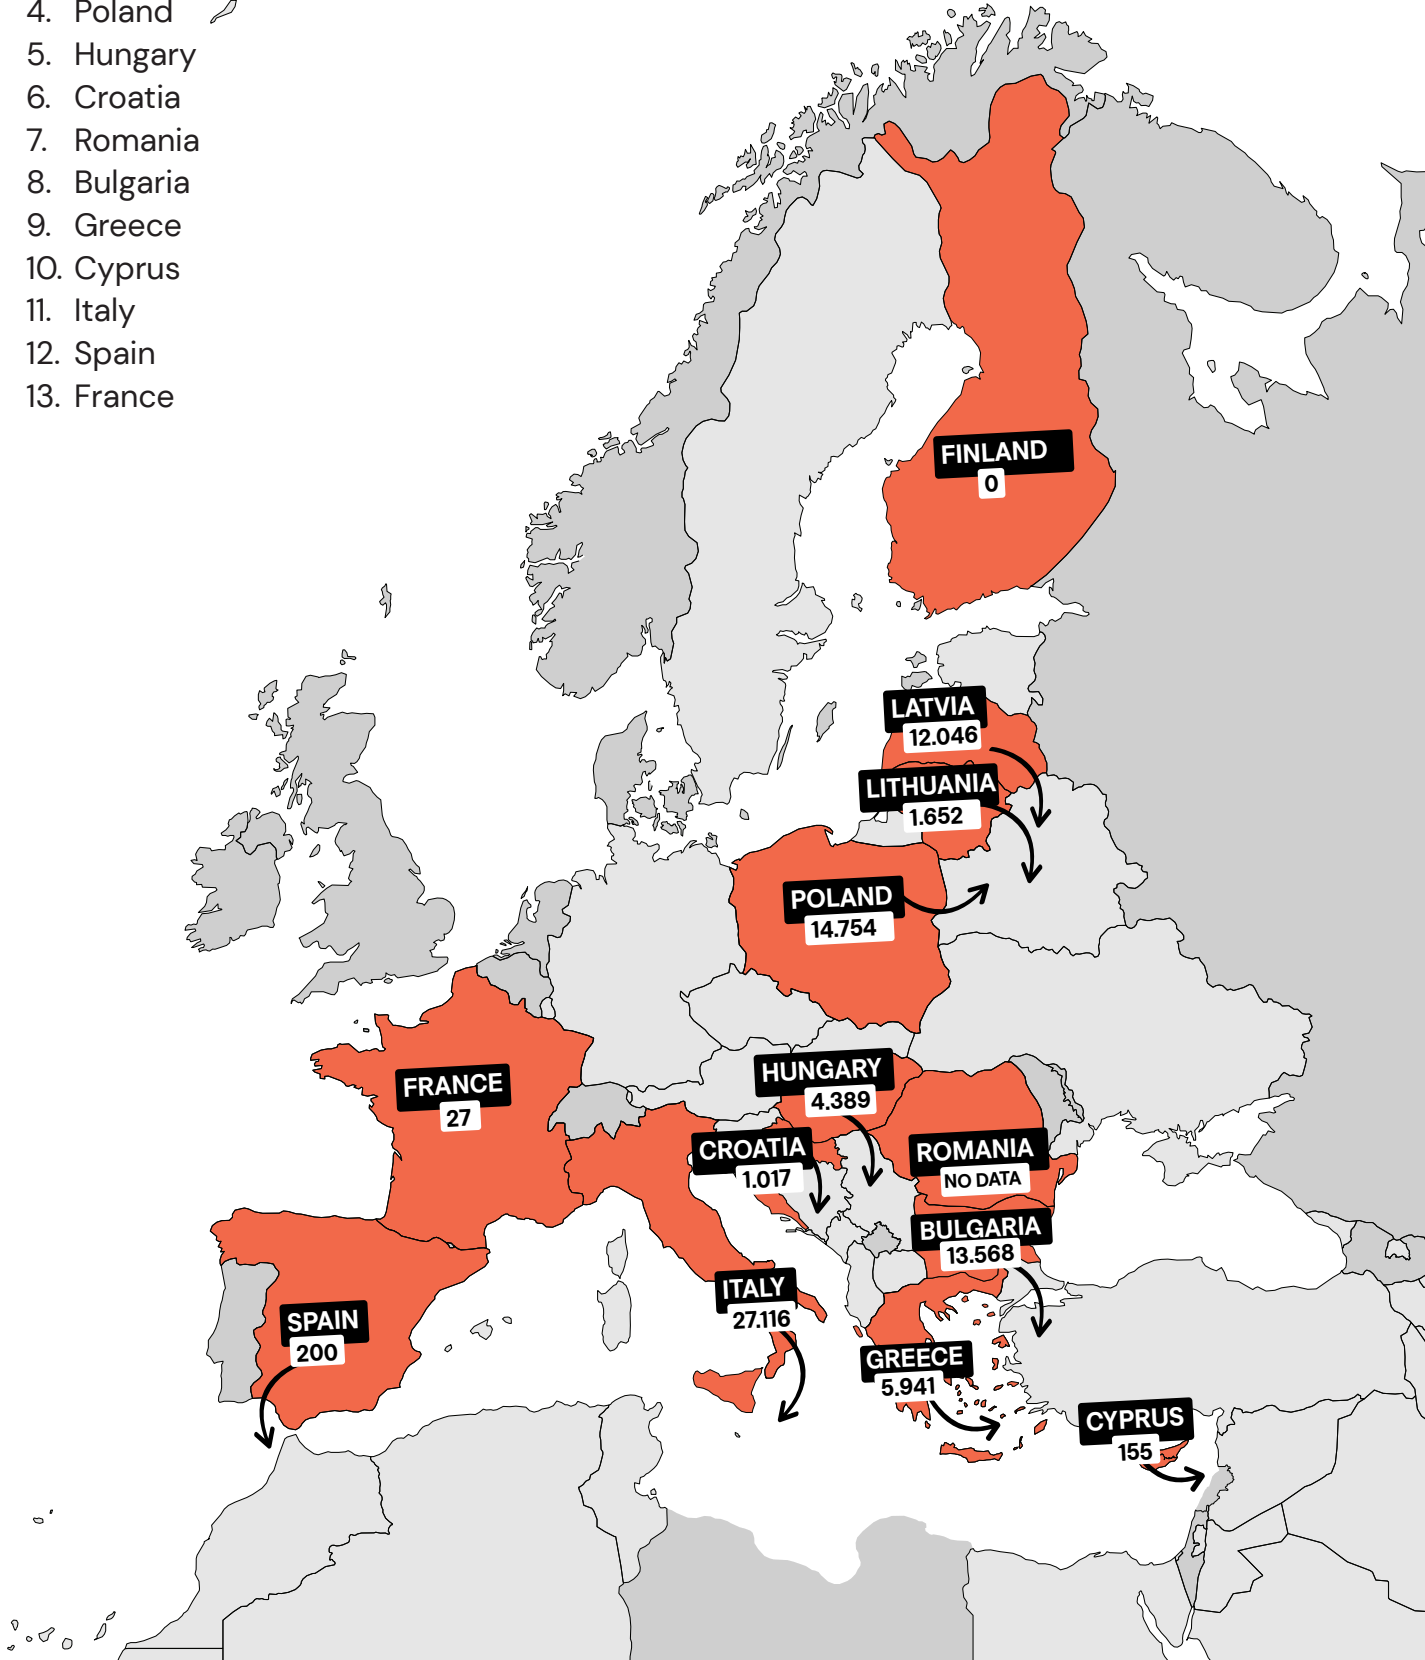 4. Poland
5. Hungary
6. Croatia
7. Romania
8. Bulgaria
9. Greece
10. Cyprus
11. Italy
12. Spain
13. France
FINLAND
0
LATVIA
12.046
LITHUANIA
1.652
POLAND
14.754
HUNGARY
4.389
FRANCE
27
CROATIA
1.017
ROMANIA
NO DATA
BULGARIA
13.568
ITALY
27.116
SPAIN
200
GREECE
5.941
CYPRUS
155